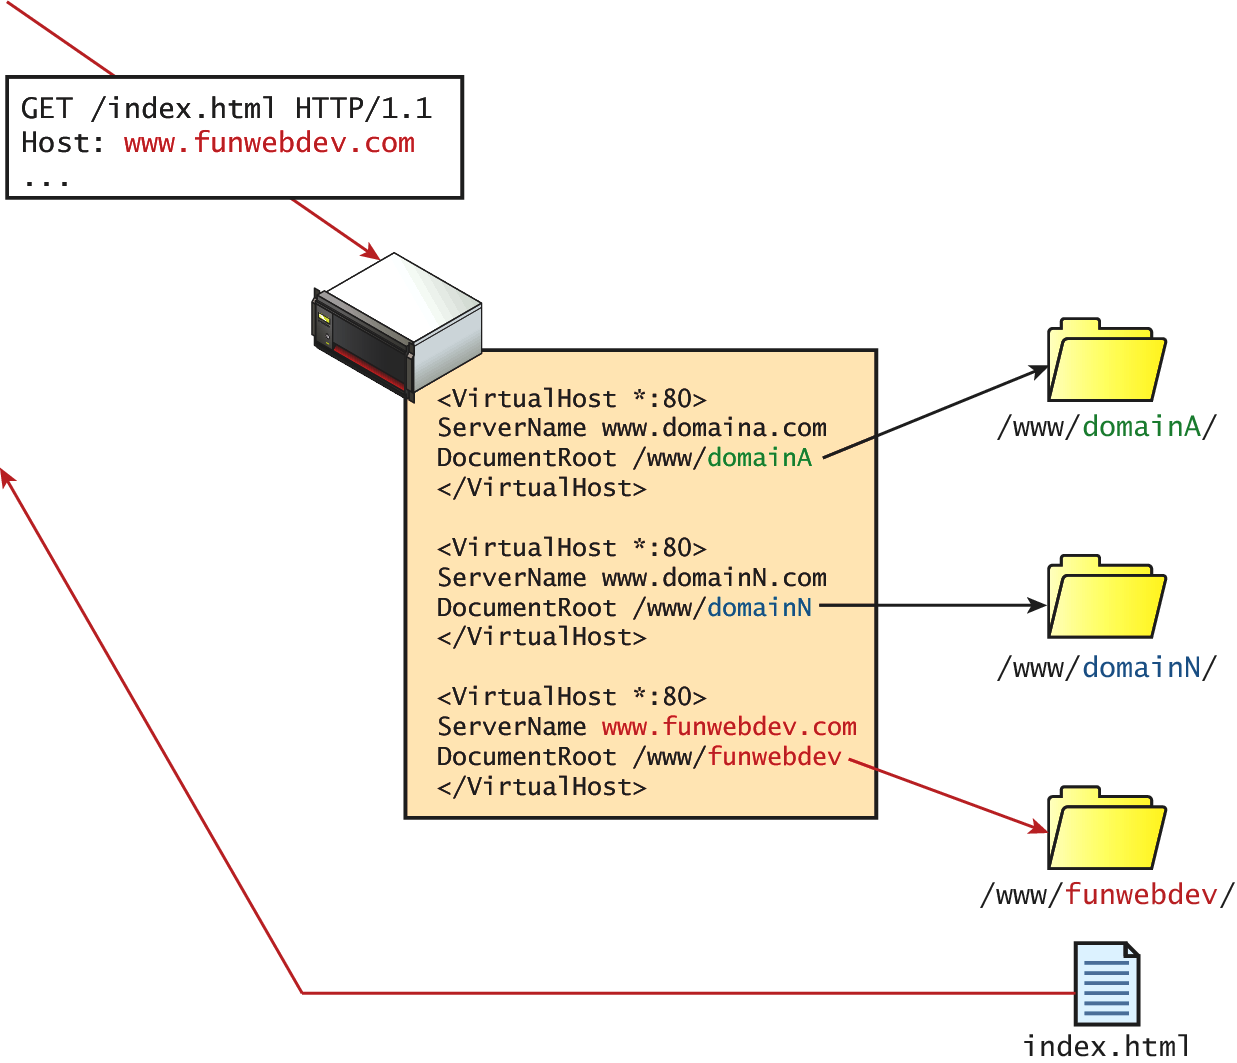 GET /index.html HTTP/1.1
Host: www.funwebdev.com
...
<VirtualHost *:80>
ServerName www.domaina.com
DocumentRoot /www/domainA
</VirtualHost>
<VirtualHost *:80>
ServerName www.domainN.com
DocumentRoot /www/domainN
</VirtualHost>
<VirtualHost *:80>
ServerName www.funwebdev.com
DocumentRoot /www/funwebdev
</VirtualHost>
/www/domainA/
/www/domainN/
/www/funwebdev/
index.html